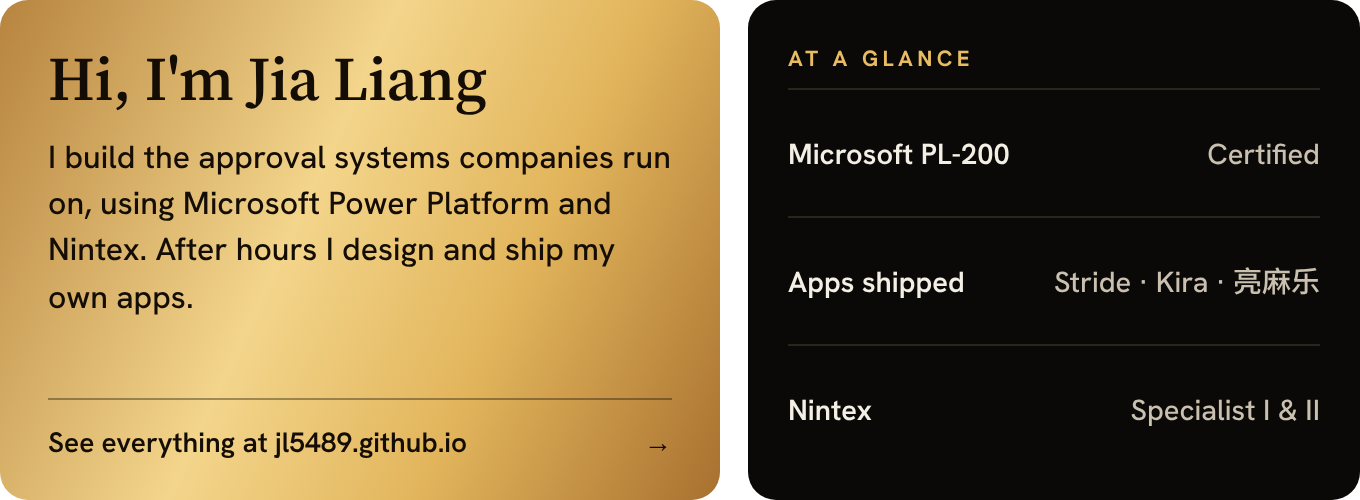 Hi, I'm Jia Liang
I build the approval systems companies run
on, using Microsoft Power Platform and
Nintex. After hours I design and ship my
own apps.
See everything at jl5489.github.io →
AT A GLANCE
Microsoft PL-200 Certified
Apps shipped Stride · Kira · 亮麻乐
Nintex Specialist I & II